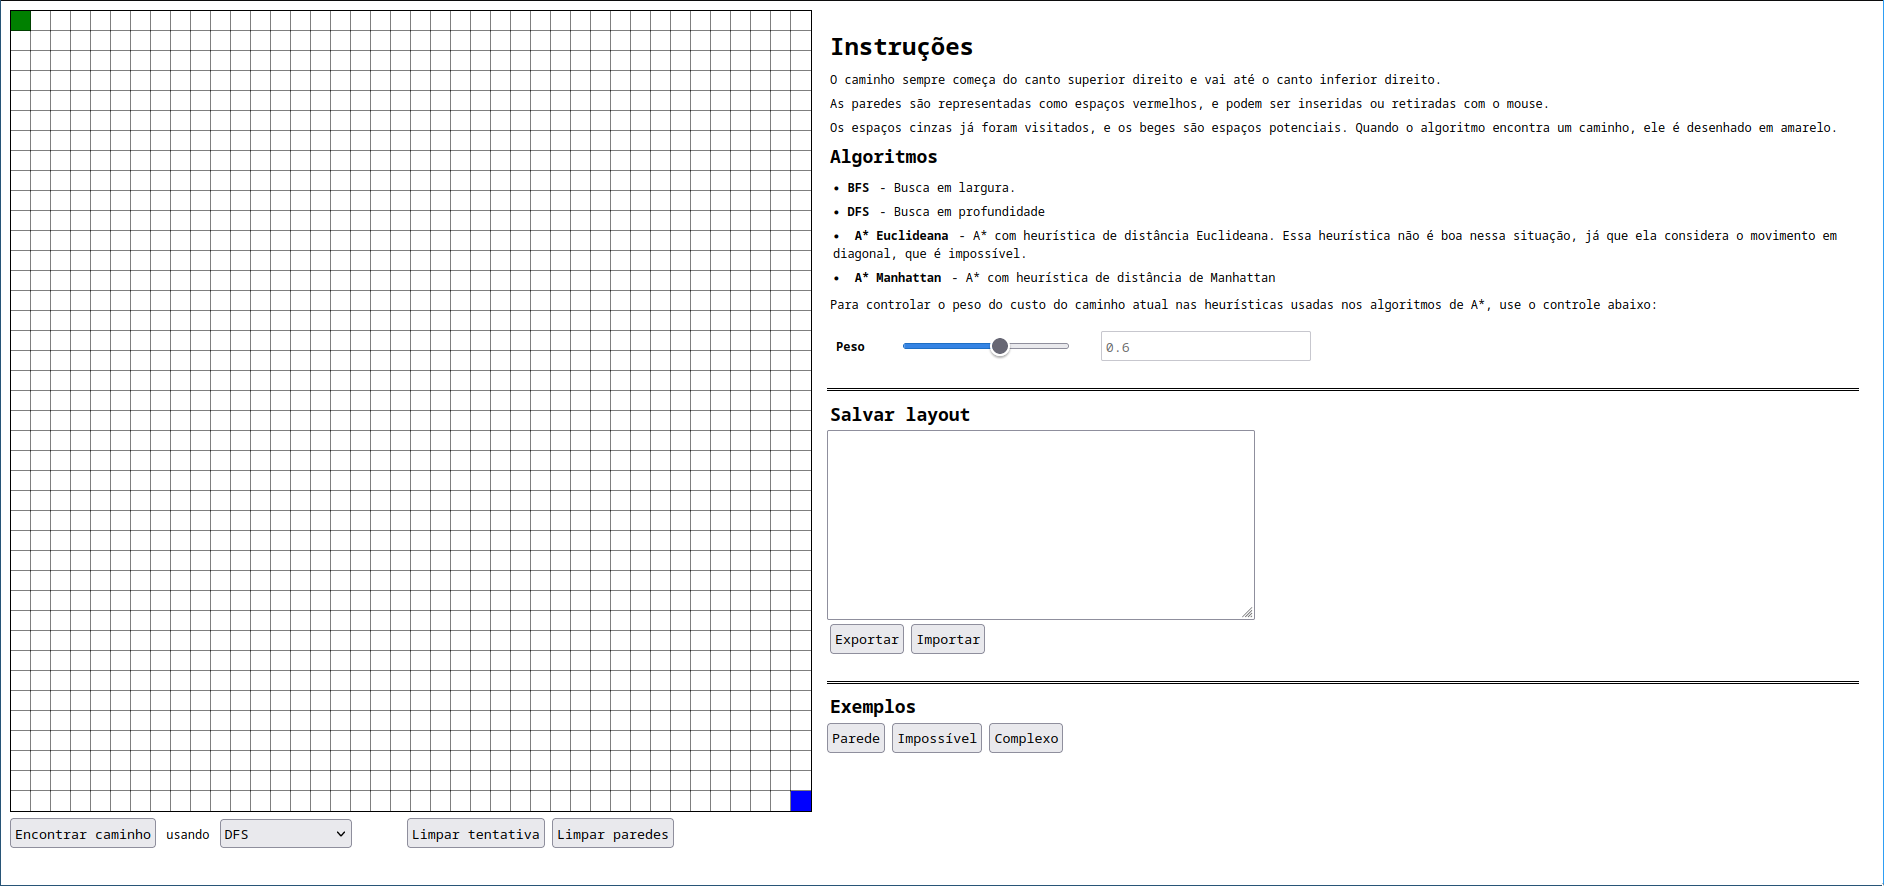 Instruções
O caminho sempre começa do canto superior direito e vai até o canto inferior direito.
As paredes são representadas como espaços vermelhos, e podem ser inseridas ou retiradas com o mouse.
Os espaços cinzas já foram visitados, e os beges são espaços potenciais. Quando o algoritmo encontra um caminho, ele é desenhado em amarelo.
Algoritmos
• BFS - Busca em largura.
• DFS - Busca em profundidade
• A* Euclideana - A* com heurística de distância Euclideana. Essa heurística não é boa nessa situação, já que ela considera o movimento em
diagonal, que é impossível.
• A* Manhattan - A* com heurística de distância de Manhattan
Para controlar o peso do custo do caminho atual nas heurísticas usadas nos algoritmos de A*, use o controle abaixo:
Peso 0.6
Salvar layout
Exportar Importar
Exemplos
Parede Impossível Complexo
Encontrar caminho usando DFS Limpar tentativa Limpar paredes